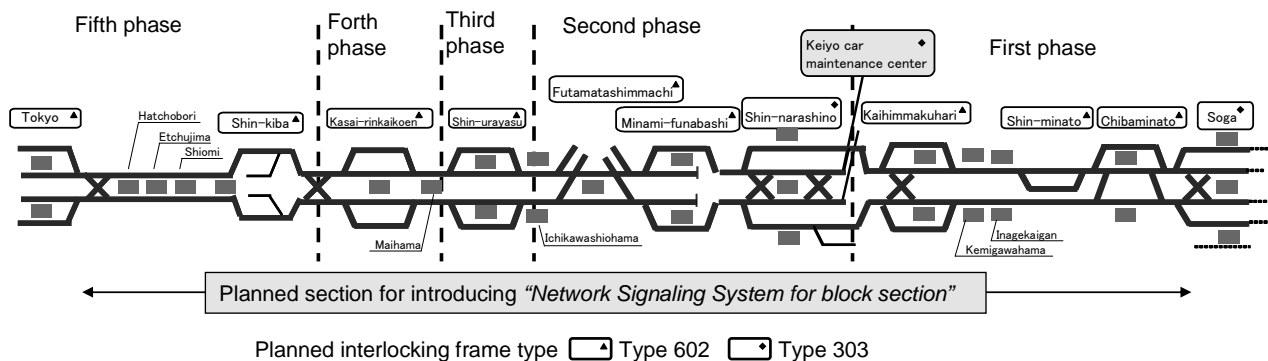 Fifth phase
Forth
phase
Third
phase
Second phase
First phase
Keiyo car
maintenance center
Tokyo
Hatchobori
Etchujima
Shiomi
Shin-kiba
Kasai-rinkaikoen
Shin-urayasu
Futamatashimmachi
Minami-funabashi
Shin-narashino
Kaihimmakuhari
Shin-minato
Chibaminato
Soga
Maihama
Ichikawashiohama
Inagekaigan
Kemigawahama
Planned section for introducing "Network Signaling System for block section"
Planned interlocking frame type Type 602 Type 303